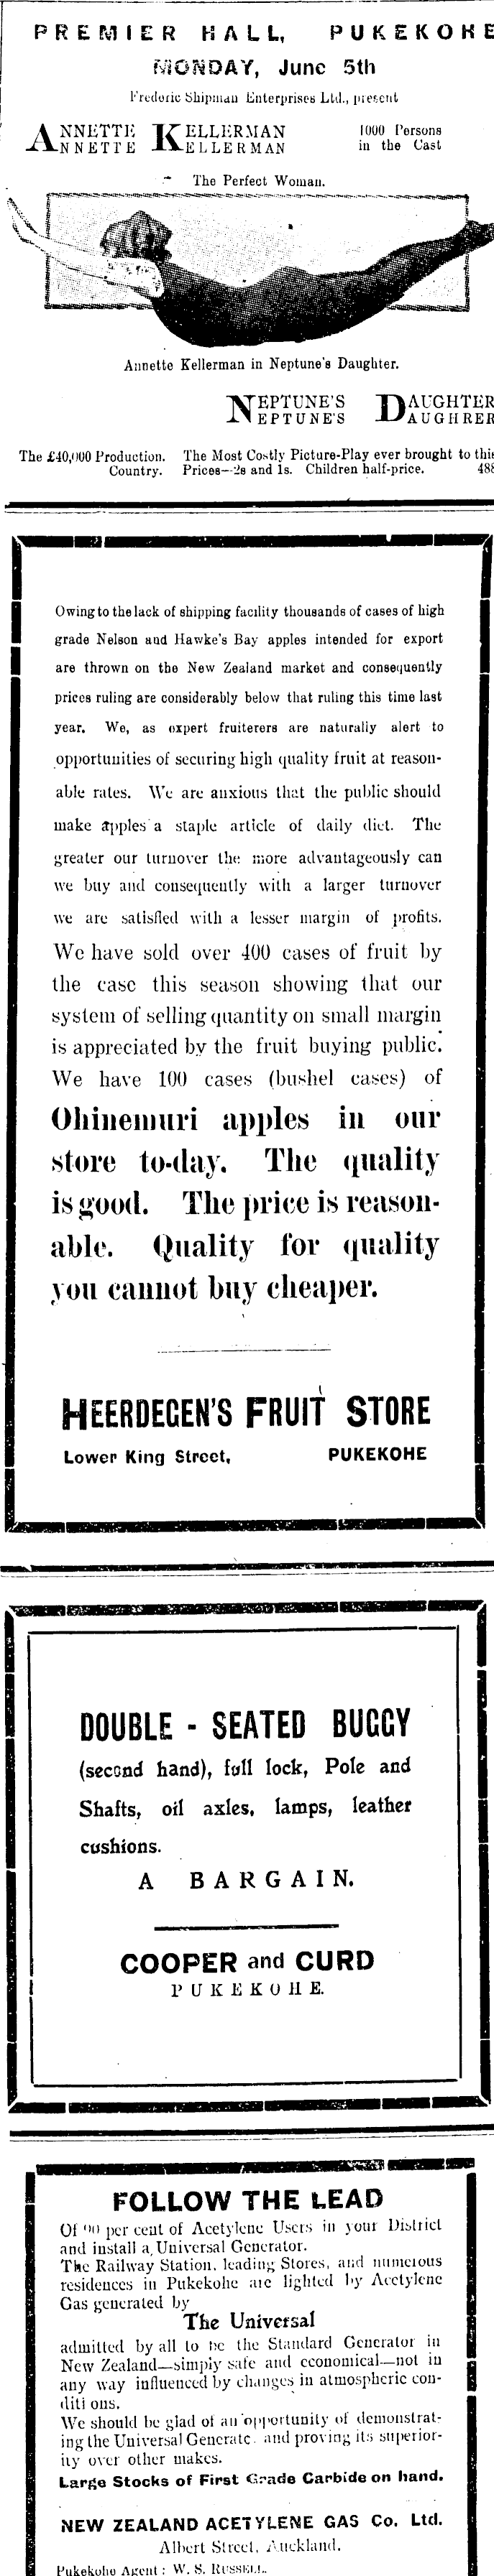 PREMIER HALL, PUKEKOHE
MONDAY, June 5th
Frederic Shipman Enterprises Ltd., present
ANNETTE KELLERMAN 1000 Persons
ANNETTE KELLERMAN in the Cast
The Perfect Woman.
Annette Kellerman in Neptune's Daughter.
NEPTUNE'S DAUGHTER
NEPTUNE'S DAUGHRER
The £40,000 Production. The Most Costly Picture-Play ever brought to this
Country. Prices—2s and 1s. Children half-price. 488
Owing to the lack of shipping facility thousands of cases of high
grade Nelson and Hawke's Bay apples intended for export
are thrown on the New Zealand market and consequently
prices ruling are considerably below that ruling this time last
year. We, as expert fruiterers are naturally alert to
opportunities of securing high quality fruit at reason-
able rates. We are anxious that the public should
make apples a staple article of daily diet. The
greater our turnover the more advantageously can
we buy and consequently with a larger turnover
we are satisfied with a lesser margin of profits.
We have sold over 400 cases of fruit by
the case this season showing that our
system of selling quantity on small margin
is appreciated by the fruit buying public.
We have 100 cases (bushel cases) of
Ohinemuri apples in our
store to-day. The quality
is good. The price is reason-
able. Quality for quality
you cannot buy cheaper.
HEERDEGEN'S FRUIT STORE
Lower King Street, PUKEKOHE
DOUBLE - SEATED BUGGY
(second hand), full lock, Pole and
Shafts, oil axles, lamps, leather
cushions.
A BARGAIN.
COOPER and CURD
PUKEKOHE.
FOLLOW THE LEAD
Of 90 per cent of Acetylene Users in your District
and install a Universal Generator.
The Railway Station, leading Stores, and numerous
residences in Pukekohe are lighted by Acetylene
Gas generated by
The Universal
admitted by all to be the Standard Generator in
New Zealand—simply safe and economical—not in
any way influenced by changes in atmospheric con-
diti ons.
We should be glad of an opportunity of demonstrat-
ing the Universal Generato and proving its superior-
ity over other makes.
Large Stocks of First Grade Carbide on hand.
NEW ZEALAND ACETYLENE GAS Co. Ltd.
Albert Street, Auckland.
Pukekohe Agent: W. S. RUSSELL.